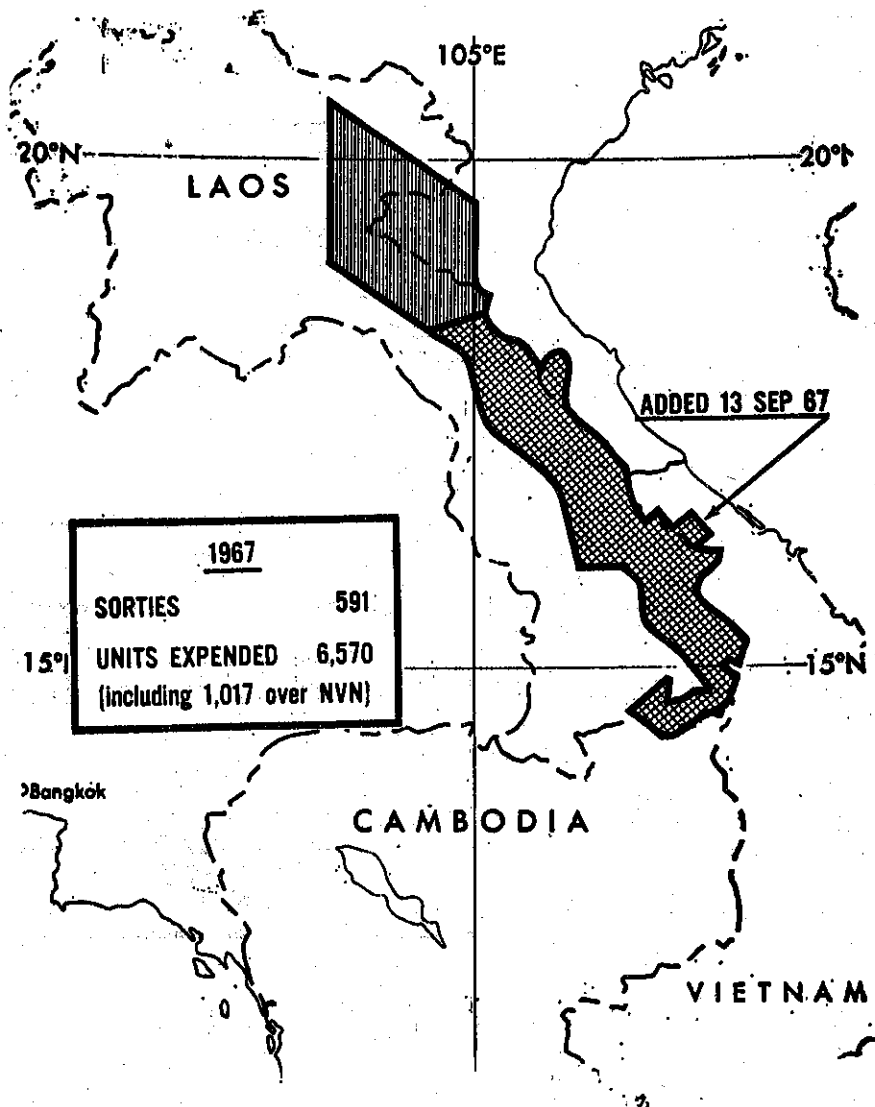 105°E
20°N
20°
LAOS
ADDED 13 SEP 67
1967
SORTIES 591
UNITS EXPENDED 6,570
(including 1,017 over NVN)
15°
15°N
Bangkok
CAMBODIA
VIETNAM